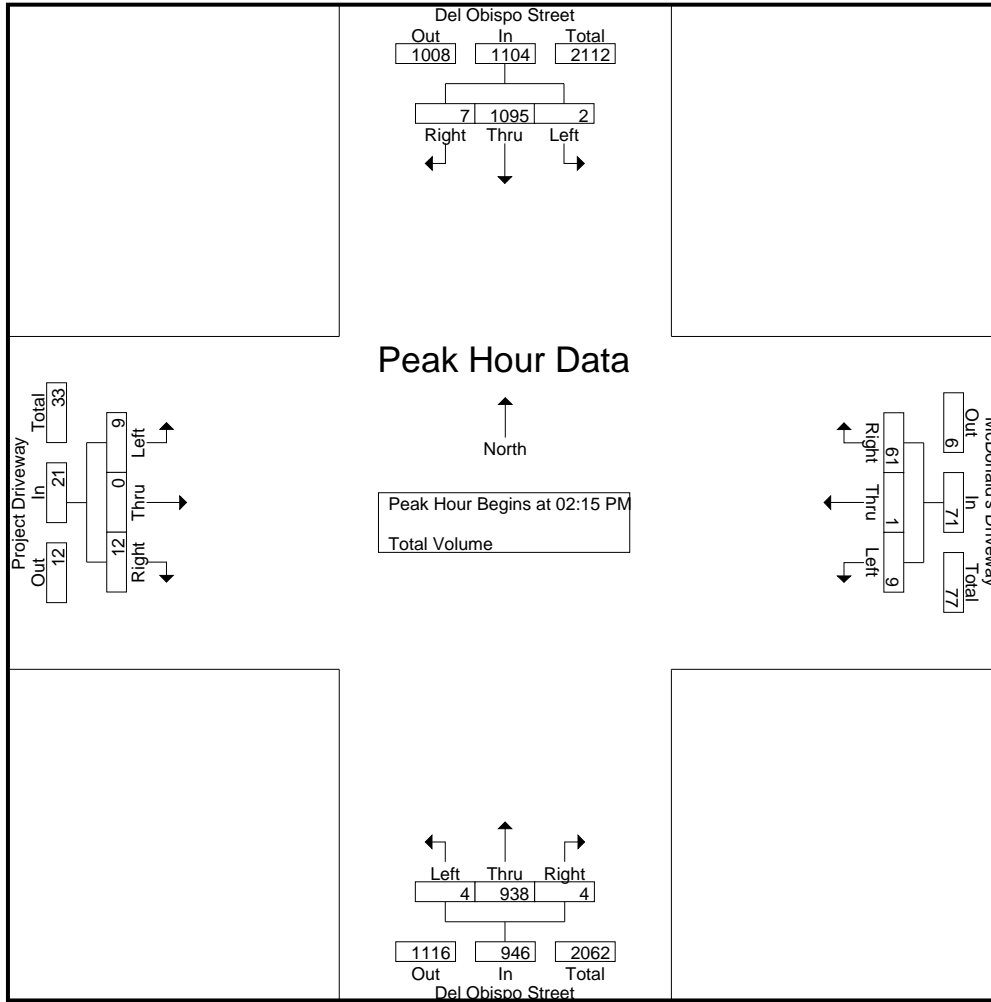 Del Obispo Street
Out In Total
1008 1104 2112
7 1095 2
Right Thru Left
Peak Hour Data
North
Peak Hour Begins at 02:15 PM
Total Volume
Project Driveway
Out In Total
12 21 33
12 0 9
Right Thru Left
McDonald's Driveway
Out In Total
6 71 77
61 1 9
Right Thru Left
Left Thru Right
4 938 4
1116 946 2062
Out In Total
Del Obispo Street